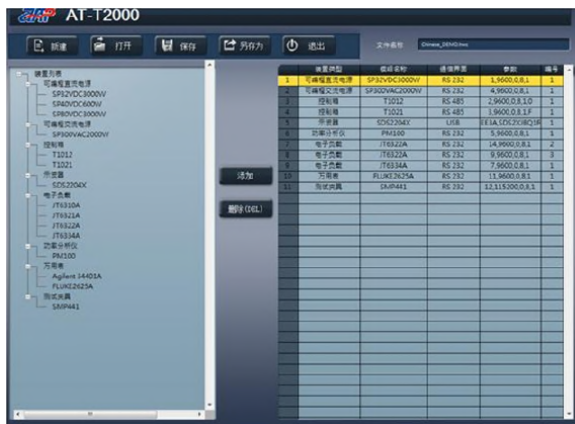 AT-T2000
新建 打开 保存 另存为 退出 文件名称 Chinese_DEMO.hwx
装置列表
可编程直流电源
SP32VDC3000W
SP40VDC600W
SP80VDC3000W
可编程交流电源
SP300VAC2000W
控制箱
T1012
T1021
示波器
SDS2204X
电子负载
JT6310A
JT6321A
JT6322A
JT6334A
功率分析仪
PM100
万用表
Agilent 34401A
FLUKE2625A
测试夹具
SMP441
添加
删除(DEL)
装置类型 低级名称 通信界面 参数 编号
1 可编程直流电源 SP32VDC3000W RS 232 1,9600,0,8,1 1
2 可编程交流电源 SP300VAC2000W RS 232 4,9600,0,8,1 1
3 控制箱 T1012 RS 485 2,9600,0,8,1,0 1
4 控制箱 T1021 RS 485 3,9600,0,8,1,F 1
5 示波器 SDS2204X USB 1
6 功率分析仪 PM100 RS 232 5,9600,0,8,1 1
7 电子负载 JT6322A RS 232 14,9600,0,8,1 2
8 电子负载 JT6322A RS 232 9,9600,0,8,1 3
9 电子负载 JT6334A RS 232 7,9600,0,8,1 1
10 万用表 FLUKE2625A RS 232 11,9600,0,8,1 1
11 测试夹具 SMP441 RS 232 12,115200,0,8,1 1